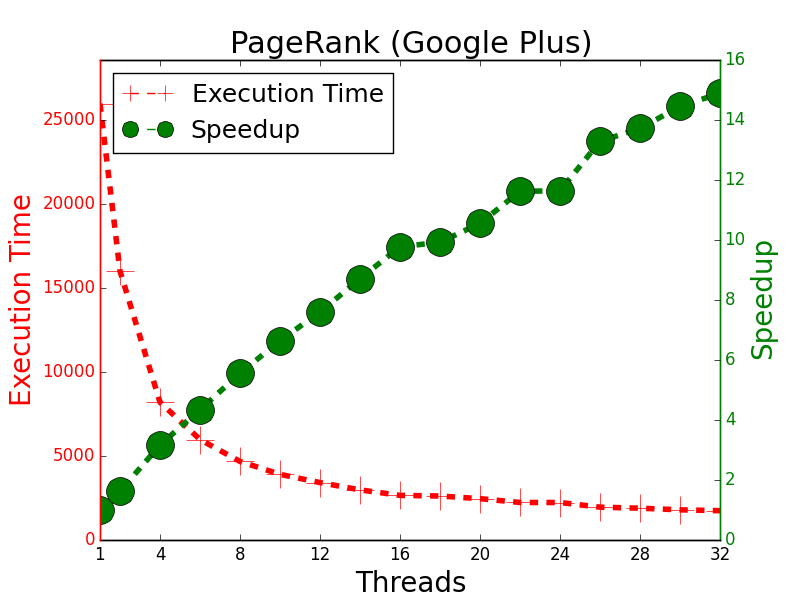 PageRank (Google Plus)
Execution Time
Speedup
Execution Time
25000
20000
15000
10000
5000
0
16
14
12
10
8
6
4
2
0
Speedup
1 4 8 12 16 20 24 28 32
Threads